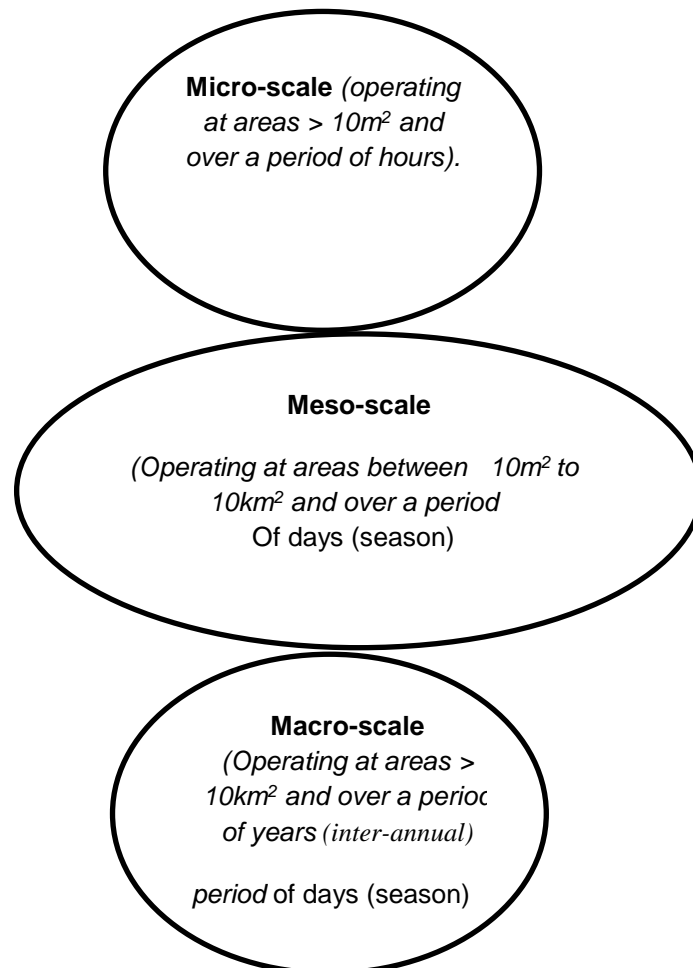 Micro-scale (operating
at areas > 10m² and
over a period of hours).
Meso-scale
(Operating at areas between 10m² to
10km² and over a period
Of days (season)
Macro-scale
(Operating at areas >
10km² and over a perioc
of years (inter-annual)
period of days (season)